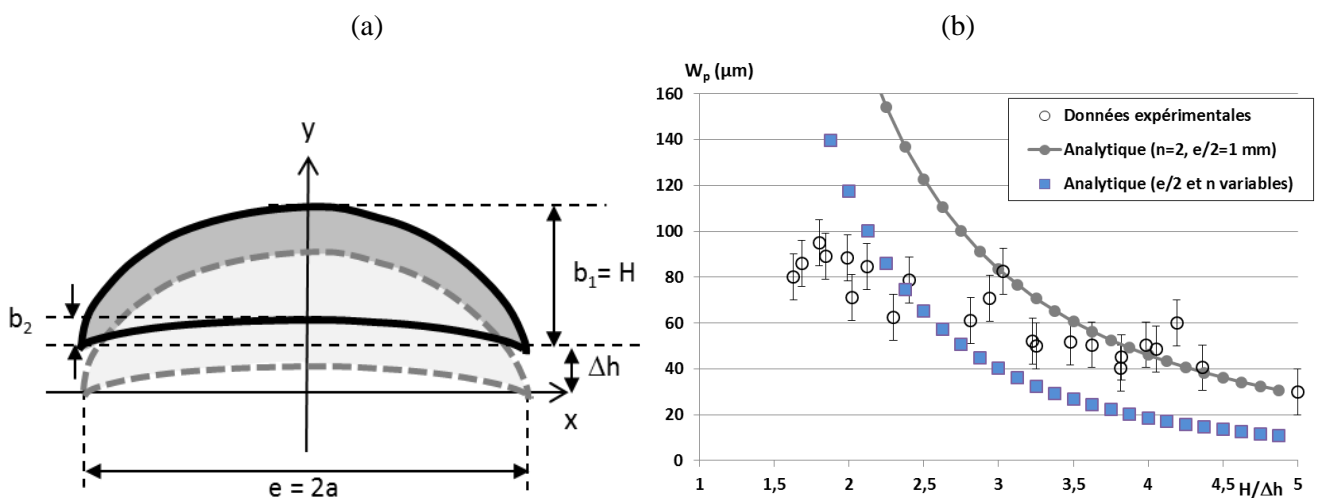 (a)
(b)
y
b₁= H
b₂
Δh
x
e = 2a
Wₚ (µm)
160
140
120
100
80
60
40
20
0
Données expérimentales
Analytique (n=2, e/2=1 mm)
Analytique (e/2 et n variables)
1 1,5 2 2,5 3 3,5 4 4,5 5
H/Δh